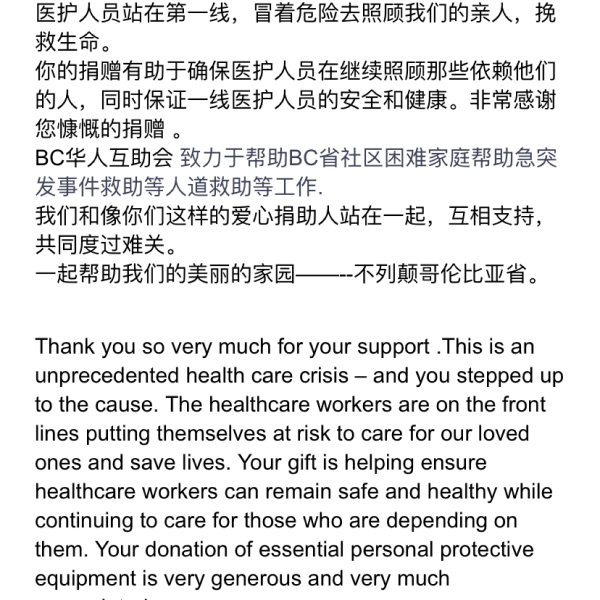 医护人员站在第一线，冒着危险去照顾我们的亲人，挽
救生命。
你的捐赠有助于确保医护人员在继续照顾那些依赖他们
的人，同时保证一线医护人员的安全和健康。非常感谢
您慷慨的捐赠 。
BC华人互助会 致力于帮助BC省社区困难家庭帮助急突
发事件救助等人道救助等工作.
我们和像你们这样的爱心捐助人站在一起，互相支持，
共同度过难关。
一起帮助我们的美丽的家园———--不列颠哥伦比亚省。
Thank you so very much for your support .This is an
unprecedented health care crisis – and you stepped up
to the cause. The healthcare workers are on the front
lines putting themselves at risk to care for our loved
ones and save lives. Your gift is helping ensure
healthcare workers can remain safe and healthy while
continuing to care for those who are depending on
them. Your donation of essential personal protective
equipment is very generous and very much